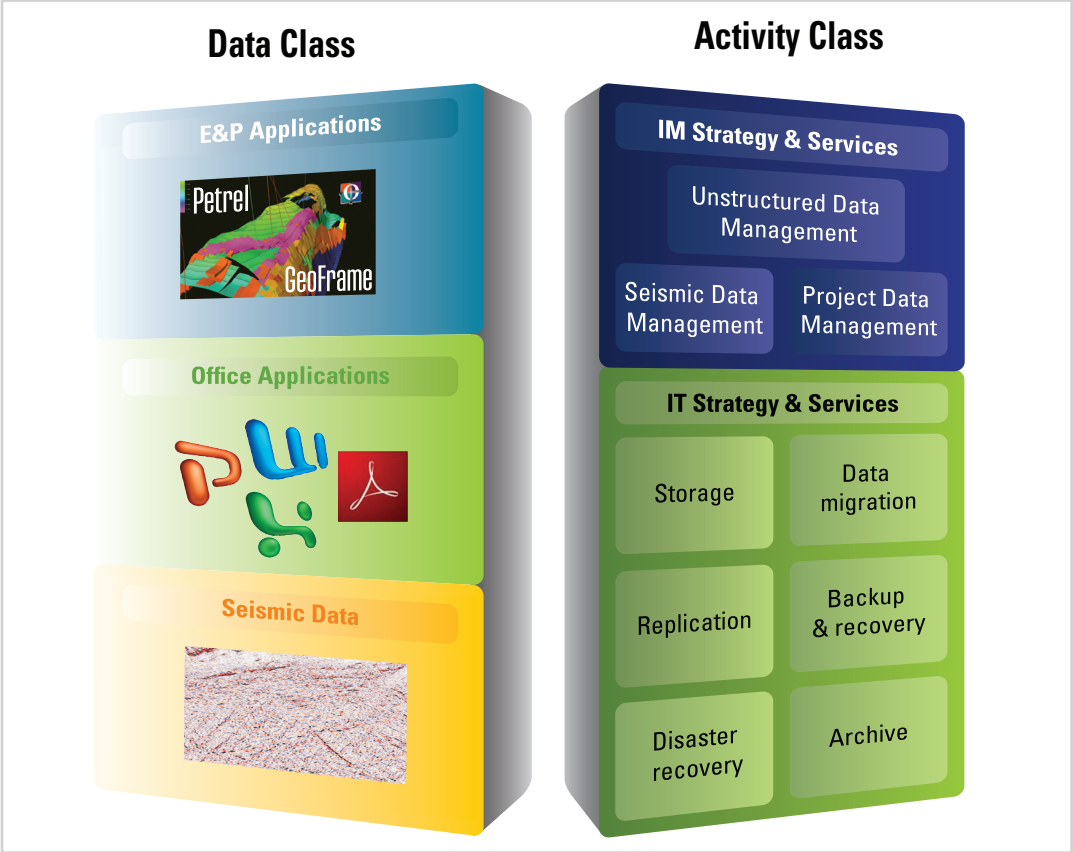 Data Class
E&P Applications
Petrel
GeoFrame
Office Applications
Seismic Data
Activity Class
IM Strategy & Services
Unstructured Data
Management
Seismic Data
Management
Project Data
Management
IT Strategy & Services
Storage
Data
migration
Replication
Backup
& recovery
Disaster
recovery
Archive